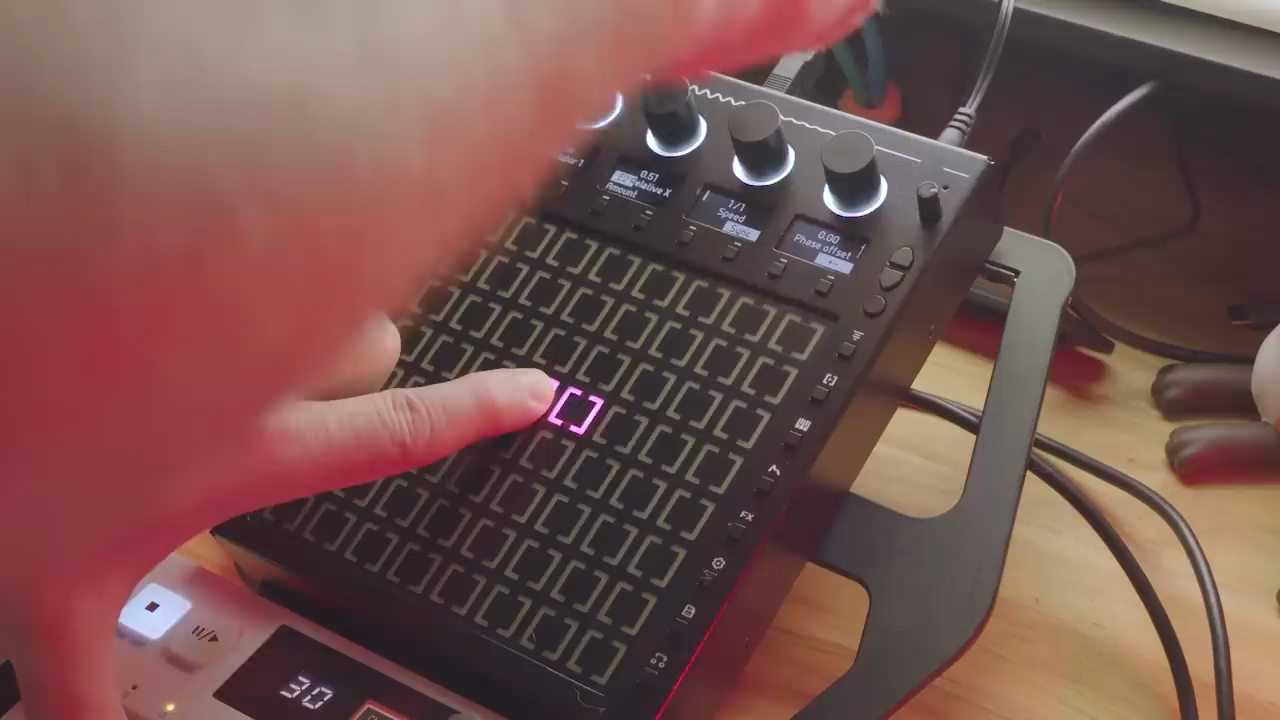 0.51
Relative X
Amount
1/1
Speed
Sync
0.00
Phase offset
+-
FX
30